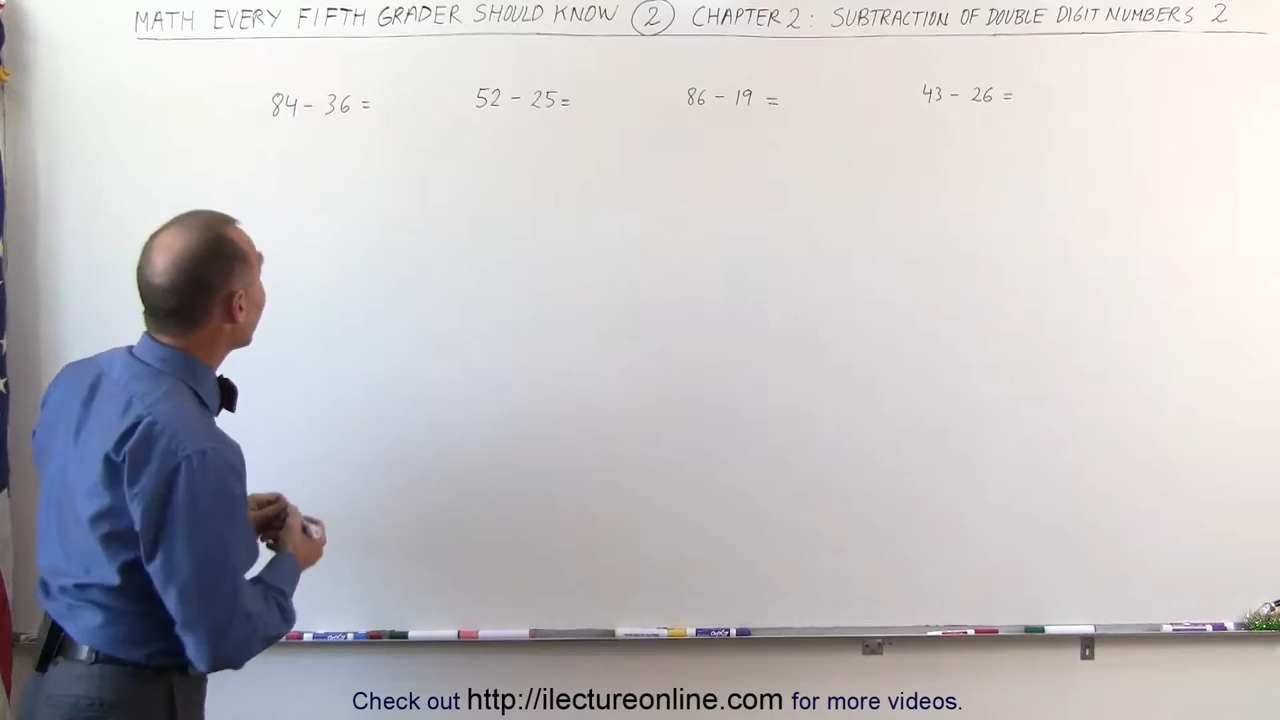 MATH EVERY FIFTH GRADER SHOULD KNOW 2 CHAPTER 2: SUBTRACTION OF DOUBLE DIGIT NUMBERS 2
84 - 36 = 52 - 25 = 86 - 19 = 43 - 26 =
Check out http://ilectureonline.com for more videos.